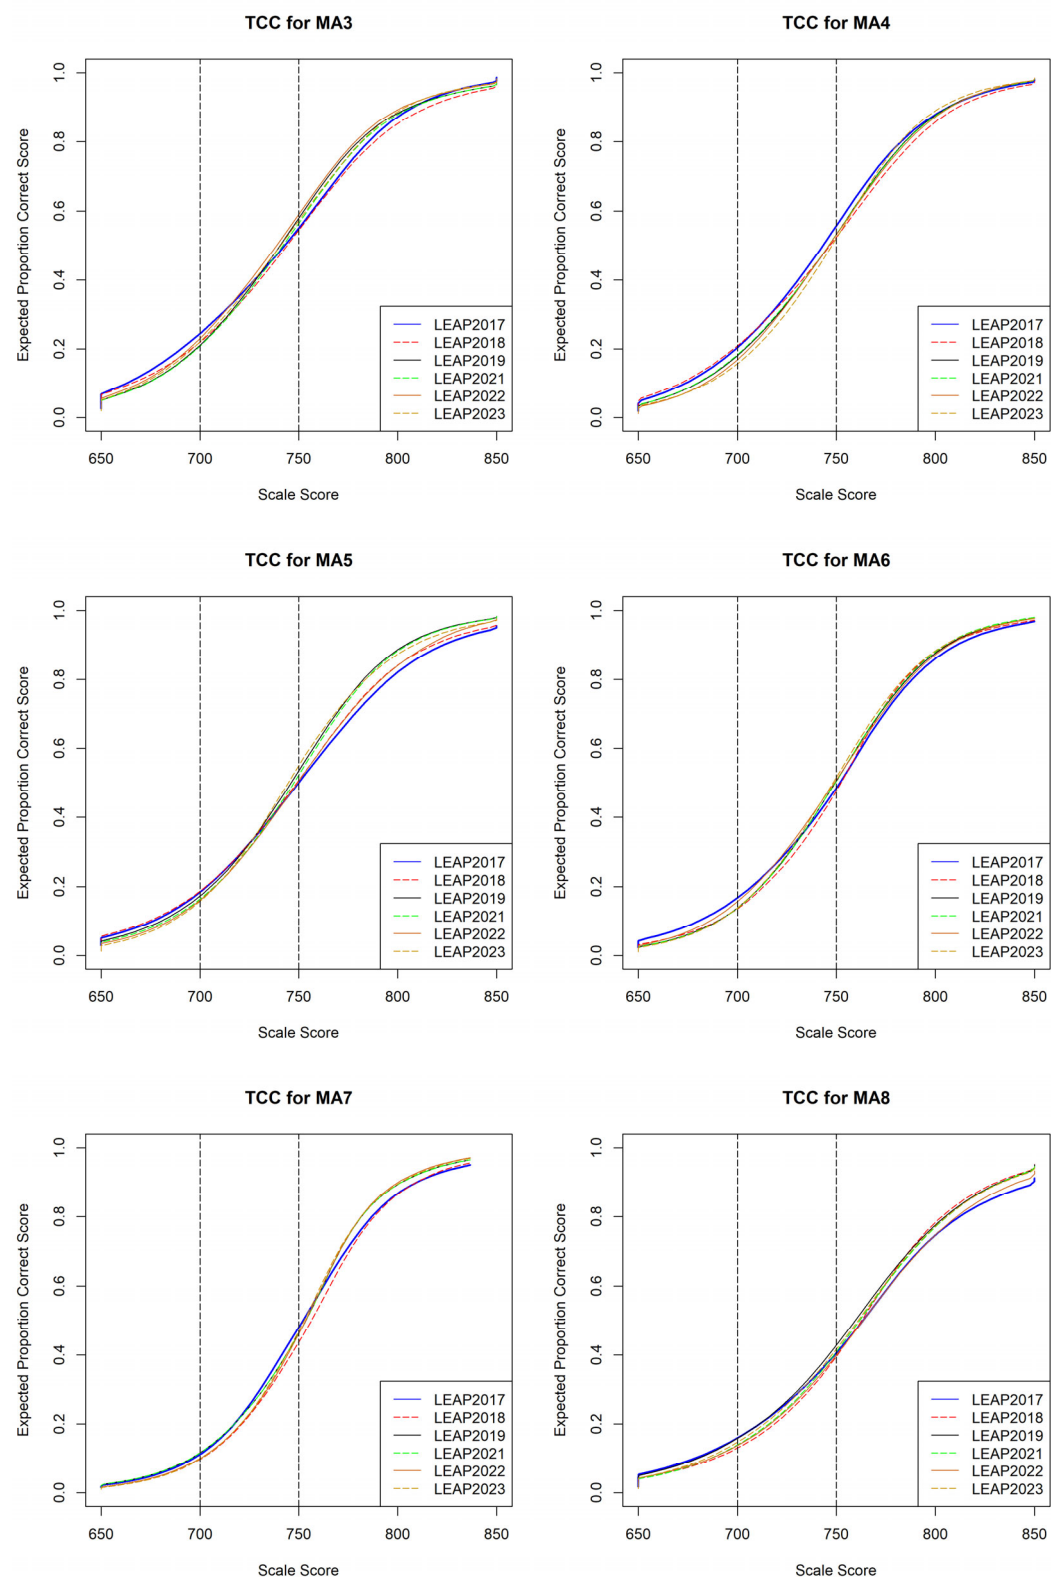 TCC for MA3
Expected Proportion Correct Score
1.0
0.8
0.6
0.4
0.2
0.0
650 700 750 800 850
Scale Score
LEAP2017
LEAP2018
LEAP2019
LEAP2021
LEAP2022
LEAP2023
TCC for MA4
Expected Proportion Correct Score
1.0
0.8
0.6
0.4
0.2
0.0
650 700 750 800 850
Scale Score
LEAP2017
LEAP2018
LEAP2019
LEAP2021
LEAP2022
LEAP2023
TCC for MA5
Expected Proportion Correct Score
1.0
0.8
0.6
0.4
0.2
0.0
650 700 750 800 850
Scale Score
LEAP2017
LEAP2018
LEAP2019
LEAP2021
LEAP2022
LEAP2023
TCC for MA6
Expected Proportion Correct Score
1.0
0.8
0.6
0.4
0.2
0.0
650 700 750 800 850
Scale Score
LEAP2017
LEAP2018
LEAP2019
LEAP2021
LEAP2022
LEAP2023
TCC for MA7
Expected Proportion Correct Score
1.0
0.8
0.6
0.4
0.2
0.0
650 700 750 800 850
Scale Score
LEAP2017
LEAP2018
LEAP2019
LEAP2021
LEAP2022
LEAP2023
TCC for MA8
Expected Proportion Correct Score
1.0
0.8
0.6
0.4
0.2
0.0
650 700 750 800 850
Scale Score
LEAP2017
LEAP2018
LEAP2019
LEAP2021
LEAP2022
LEAP2023